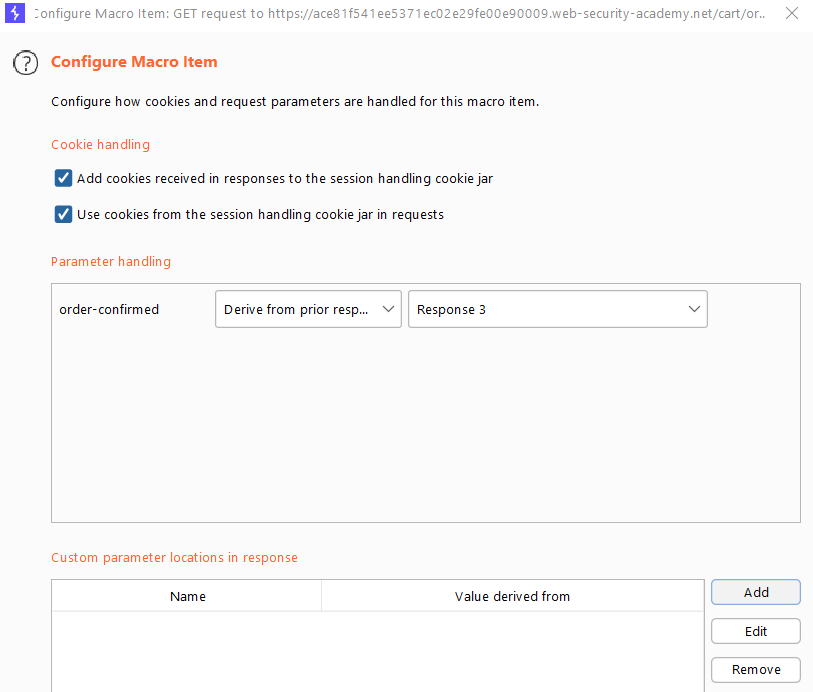 Configure Macro Item: GET request to https://ace81f541ee5371ec02e29fe00e90009.web-security-academy.net/cart/or..
Configure Macro Item
Configure how cookies and request parameters are handled for this macro item.
Cookie handling
Add cookies received in responses to the session handling cookie jar
Use cookies from the session handling cookie jar in requests
Parameter handling
order-confirmed Derive from prior resp... Response 3
Custom parameter locations in response
Name Value derived from Add
Edit
Remove